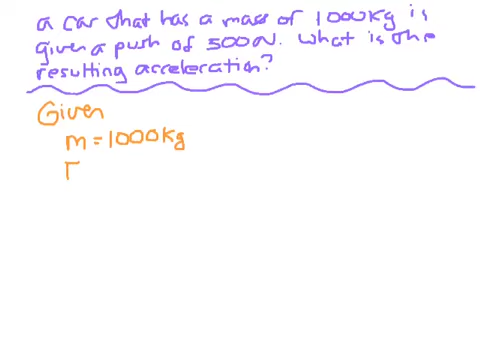 a car that has a mass of 1000kg is
given a push of 500N. What is the
resulting acceleration?
Given
m = 1000kg